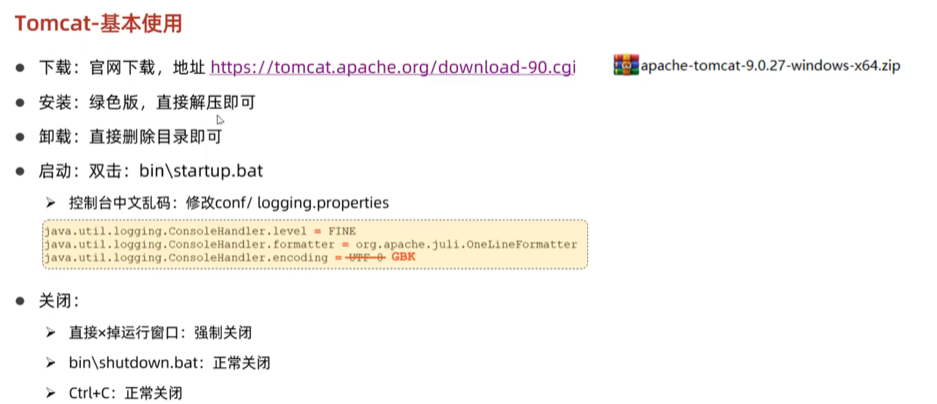 Tomcat-基本使用
下载：官网下载，地址 https://tomcat.apache.org/download-90.cgi
apache-tomcat-9.0.27-windows-x64.zip
安装：绿色版，直接解压即可
卸载：直接删除目录即可
启动：双击：bin\startup.bat
控制台中文乱码：修改conf/ logging.properties
java.util.logging.ConsoleHandler.level = FINE
java.util.logging.ConsoleHandler.formatter = org.apache.juli.OneLineFormatter
java.util.logging.ConsoleHandler.encoding = UTF-8 GBK
关闭：
直接×掉运行窗口：强制关闭
bin\shutdown.bat：正常关闭
Ctrl+C：正常关闭